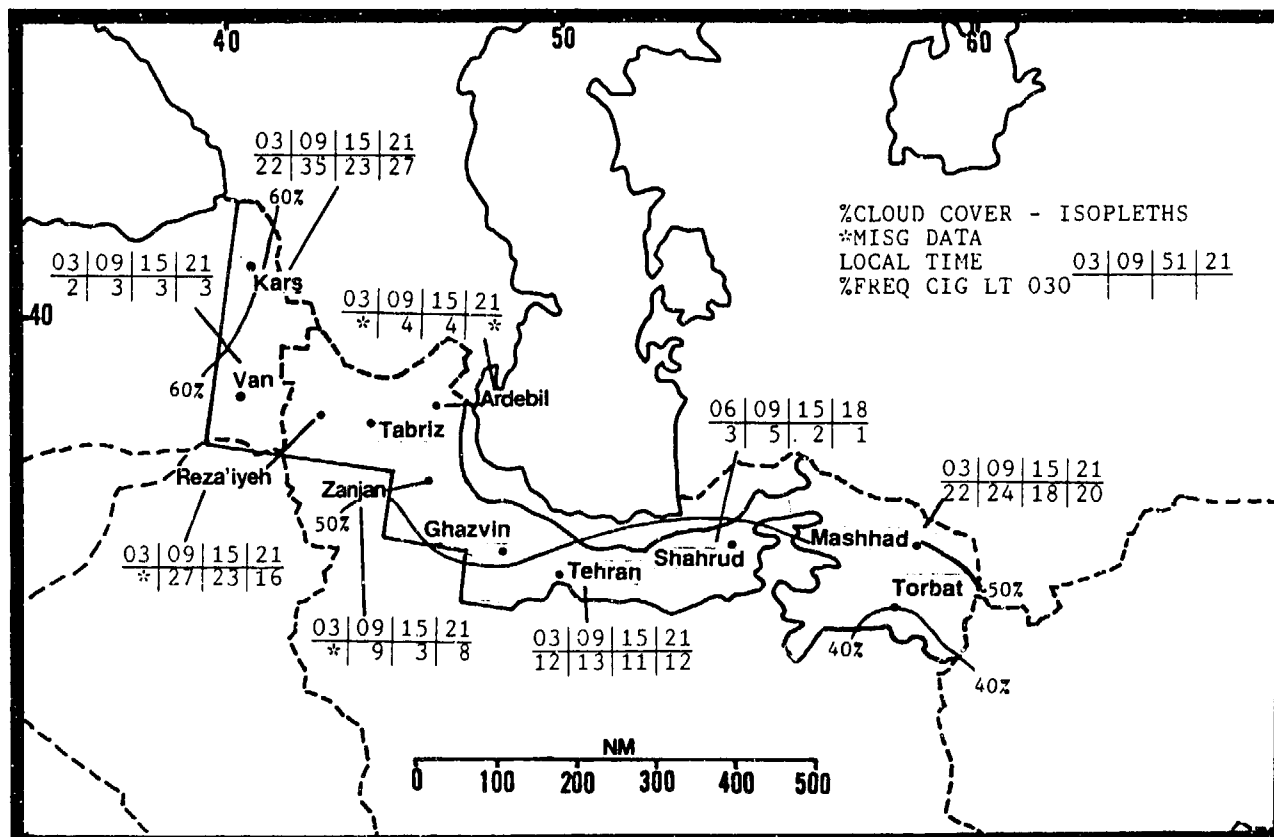 40
50
60
03|09|15|21
22|35|23|27
60%
%CLOUD COVER - ISOPLETHS
*MISG DATA
LOCAL TIME 03|09|51|21
%FREQ CIG LT 030
03|09|15|21
2|3|3|3
Kars
03|09|15|21
*|4|4|*
40
60%
Van
Ardebil
Tabriz
06|09|15|18
3|5|2|1
03|09|15|21
22|24|18|20
Reza'iyeh
Zanjan
50%
Ghazvin
Shahrud
Mashhad
03|09|15|21
*|27|23|16
Tehran
Torbat
50%
03|09|15|21
*|9|3|8
03|09|15|21
12|13|11|12
40%
40%
NM
0 100 200 300 400 500